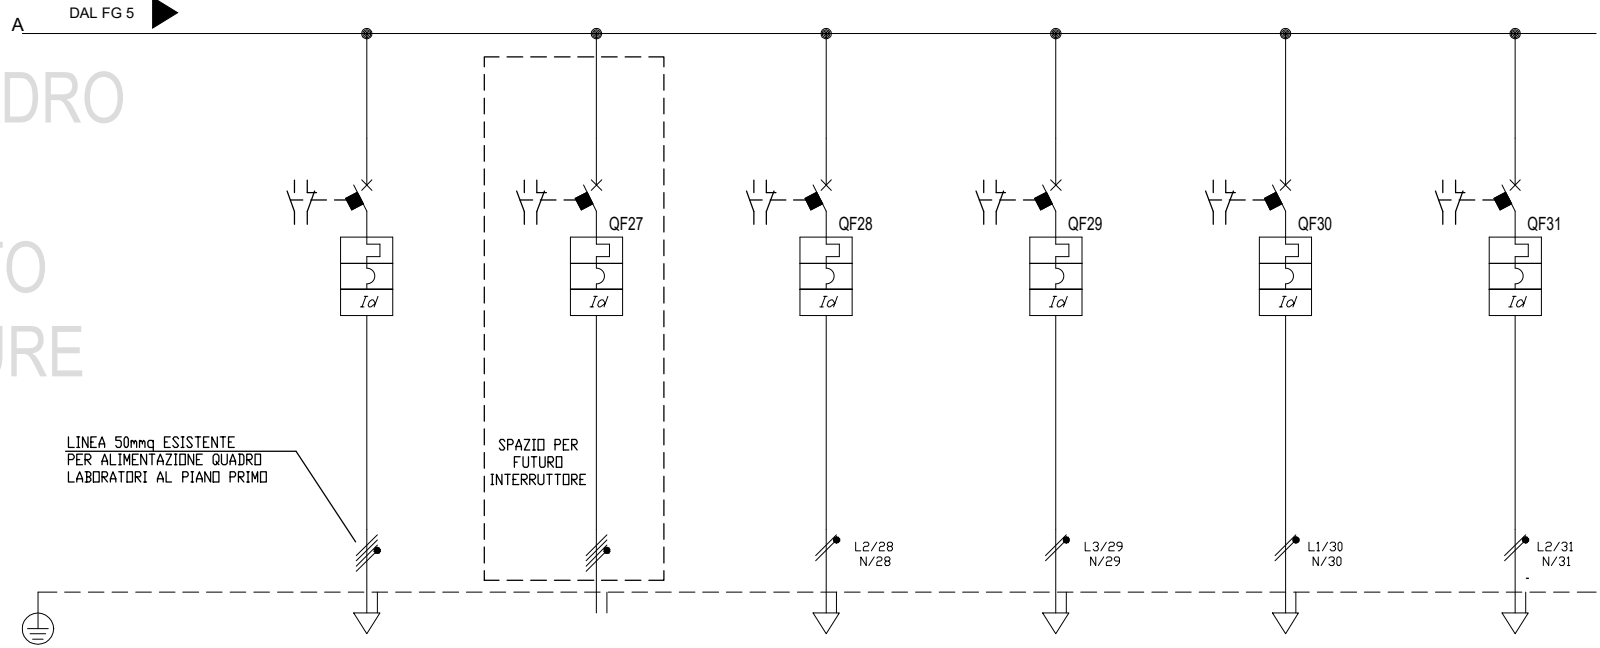 DAL FG 5
A
DRO
TO
URE
QF27
QF28
QF29
QF30
QF31
Id
Id
Id
Id
Id
Id
LINEA 50mmq ESISTENTE
PER ALIMENTAZIONE QUADRO
LABORATORI AL PIANO PRIMO
SPAZIO PER
FUTURO
INTERRUTTORE
L2/28
N/28
L3/29
N/29
L1/30
N/30
L2/31
N/31